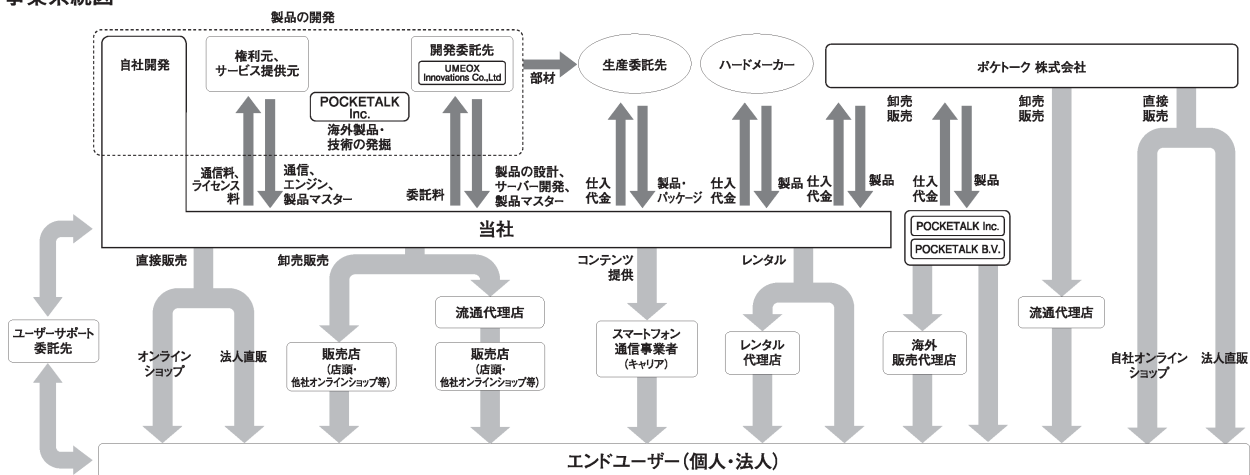 事業系統図
製品の開発
自社開発
権利元、
サービス提供元
開発委託先
UMEOX
Innovations Co.,Ltd
POCKETALK
Inc.
海外製品・
技術の発掘
部材
生産委託先
ハードメーカー
ポケトーク 株式会社
卸売
販売
卸売
販売
直接
販売
通信料、
ライセンス
料
通信、
エンジン、
製品マスター
委託料
製品の設計、
サーバー開発、
製品マスター
仕入
代金
製品・
パッケージ
仕入
代金
製品
仕入
代金
製品
仕入
代金
製品
当社
POCKETALK Inc.
POCKETALK B.V.
直接販売
卸売販売
コンテンツ
提供
レンタル
ユーザーサポート
委託先
オンライン
ショップ
法人直販
販売店
(店頭・
他社オンラインショップ等)
流通代理店
販売店
(店頭・
他社オンラインショップ等)
スマートフォン
通信事業者
(キャリア)
レンタル
代理店
海外
販売代理店
流通代理店
自社オンライン
ショップ
法人直販
エンドユーザー(個人・法人)